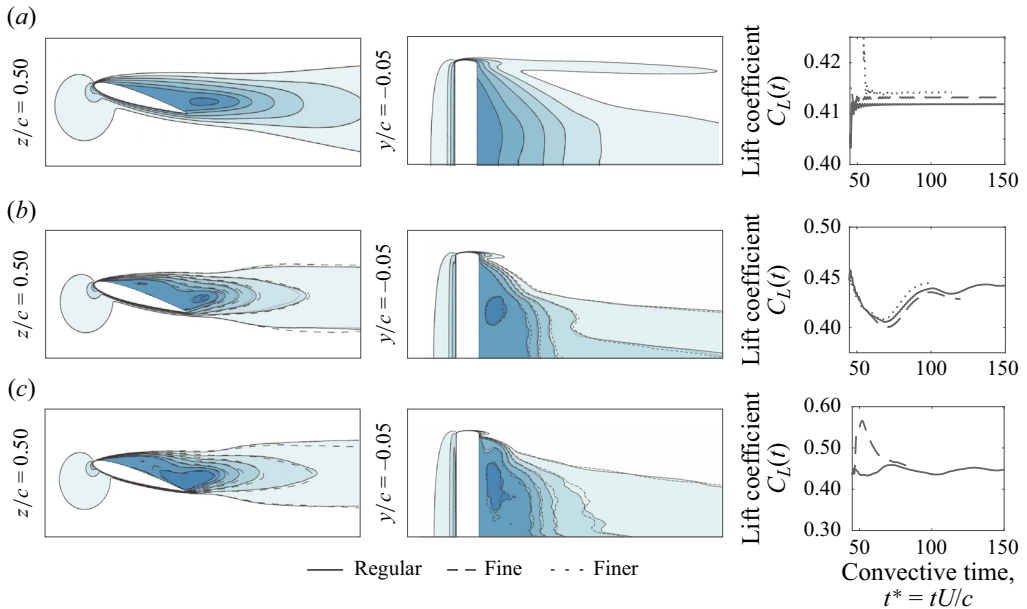 (a)
z/c = 0.50
y/c = −0.05
Lift coefficient
C_L(t)
0.42
0.41
0.40
50
100
150
(b)
z/c = 0.50
y/c = −0.05
Lift coefficient
C_L(t)
0.50
0.45
0.40
50
100
150
(c)
z/c = 0.50
y/c = −0.05
Lift coefficient
C_L(t)
0.60
0.50
0.40
0.30
50
100
150
Regular
Fine
Finer
Convective time,
t* = tU/c